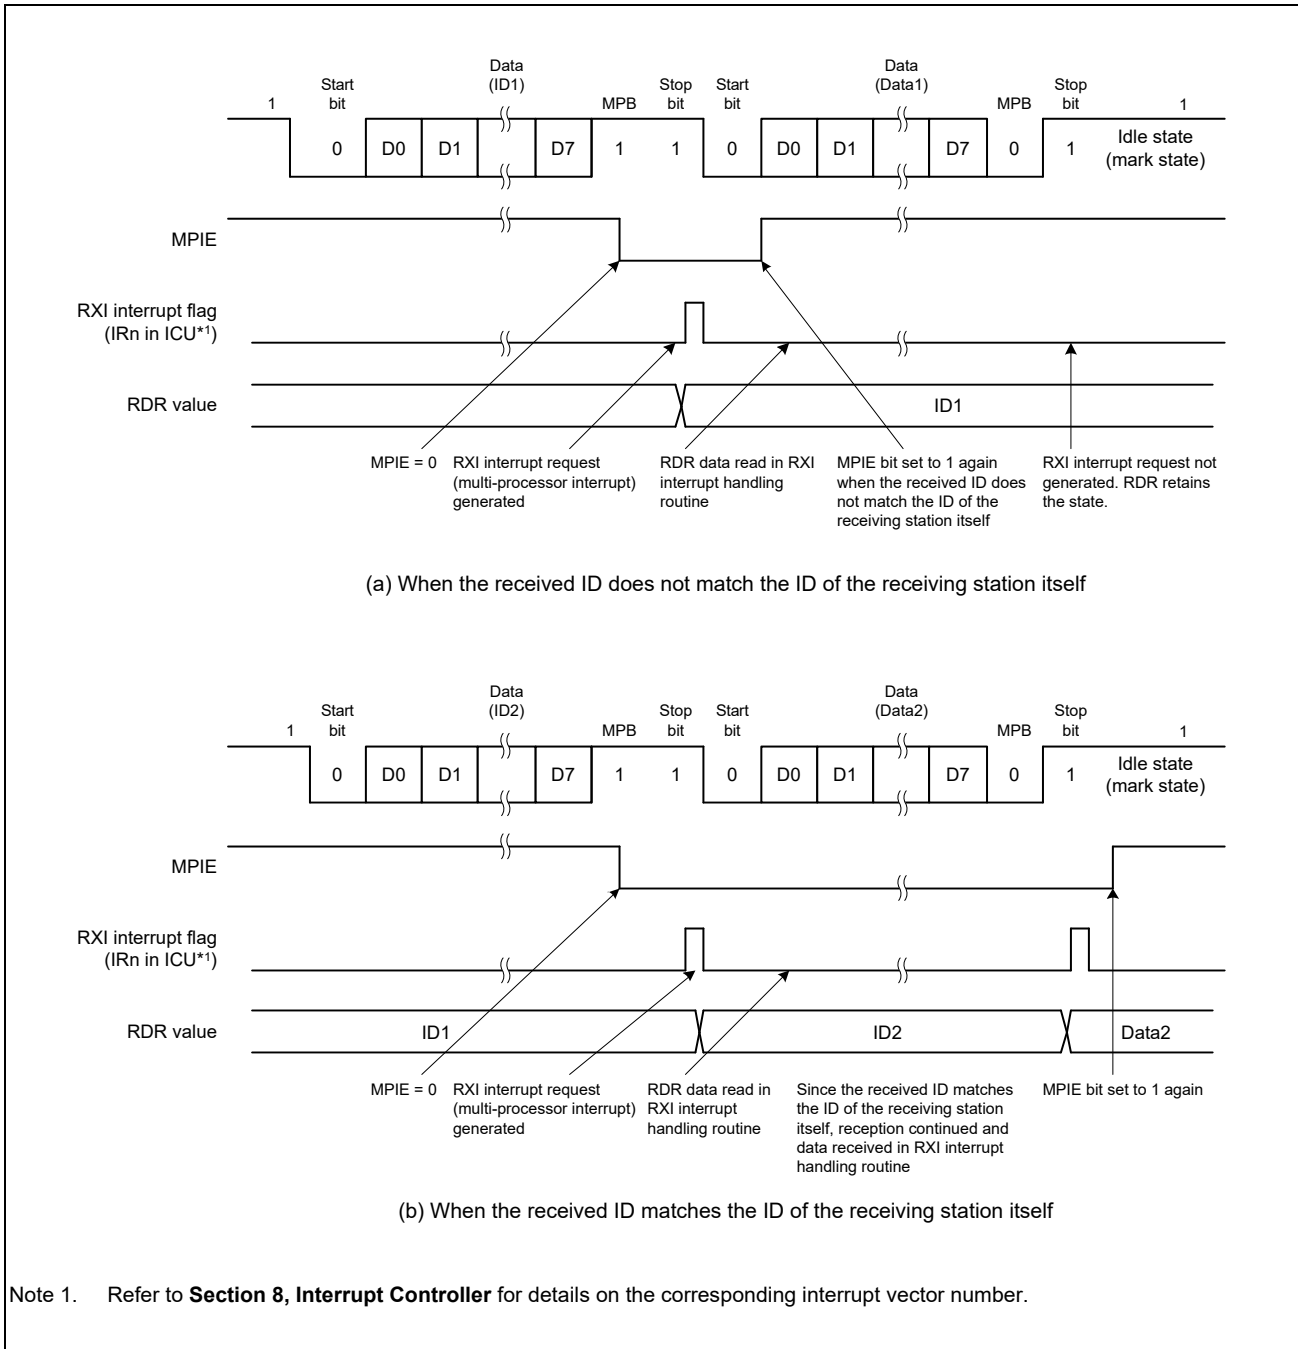 Data
(ID1)
Data
(Data1)
Start
bit
Stop
bit
Start
bit
Stop
bit
1
MPB
MPB
1
0 D0 D1 D7 1 1 0 D0 D1 D7 0 1
Idle state
(mark state)
MPIE
RXI interrupt flag
(IRn in ICU*1)
RDR value
ID1
MPIE = 0
RXI interrupt request
(multi-processor interrupt)
generated
RDR data read in RXI
interrupt handling
routine
MPIE bit set to 1 again
when the received ID does
not match the ID of the
receiving station itself
RXI interrupt request not
generated. RDR retains
the state.
(a) When the received ID does not match the ID of the receiving station itself
Data
(ID2)
Data
(Data2)
Start
bit
Stop
bit
Start
bit
Stop
bit
1
MPB
MPB
1
0 D0 D1 D7 1 1 0 D0 D1 D7 0 1
Idle state
(mark state)
MPIE
RXI interrupt flag
(IRn in ICU*1)
RDR value
ID1
ID2
Data2
MPIE = 0
RXI interrupt request
(multi-processor interrupt)
generated
RDR data read in
RXI interrupt
handling routine
Since the received ID matches
the ID of the receiving station
itself, reception continued and
data received in RXI interrupt
handling routine
MPIE bit set to 1 again
(b) When the received ID matches the ID of the receiving station itself
Note 1. Refer to Section 8, Interrupt Controller for details on the corresponding interrupt vector number.